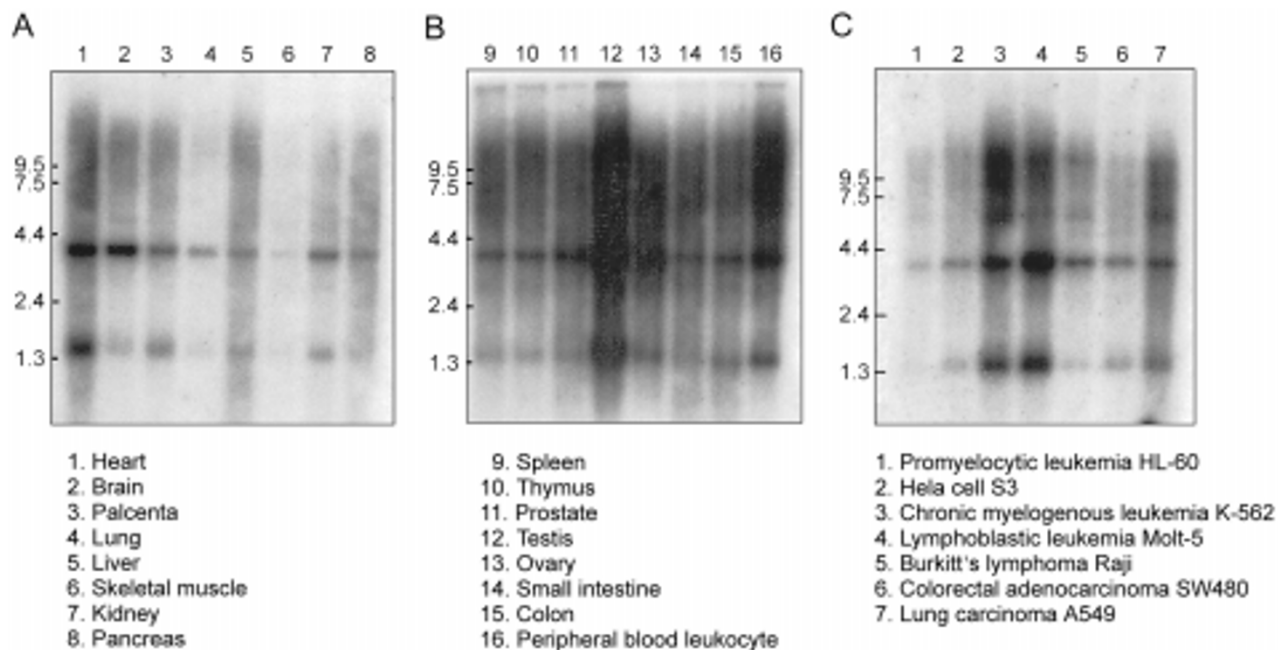 A
1 2 3 4 5 6 7 8
9.5
7.5
4.4
2.4
1.3
1. Heart
2. Brain
3. Palcenta
4. Lung
5. Liver
6. Skeletal muscle
7. Kidney
8. Pancreas
B
9 10 11 12 13 14 15 16
9.5
7.5
4.4
2.4
1.3
9. Spleen
10. Thymus
11. Prostate
12. Testis
13. Ovary
14. Small intestine
15. Colon
16. Peripheral blood leukocyte
C
1 2 3 4 5 6 7
9.5
7.5
4.4
2.4
1.3
1. Promyelocytic leukemia HL-60
2. Hela cell S3
3. Chronic myelogenous leukemia K-562
4. Lymphoblastic leukemia Molt-5
5. Burkitt's lymphoma Raji
6. Colorectal adenocarcinoma SW480
7. Lung carcinoma A549